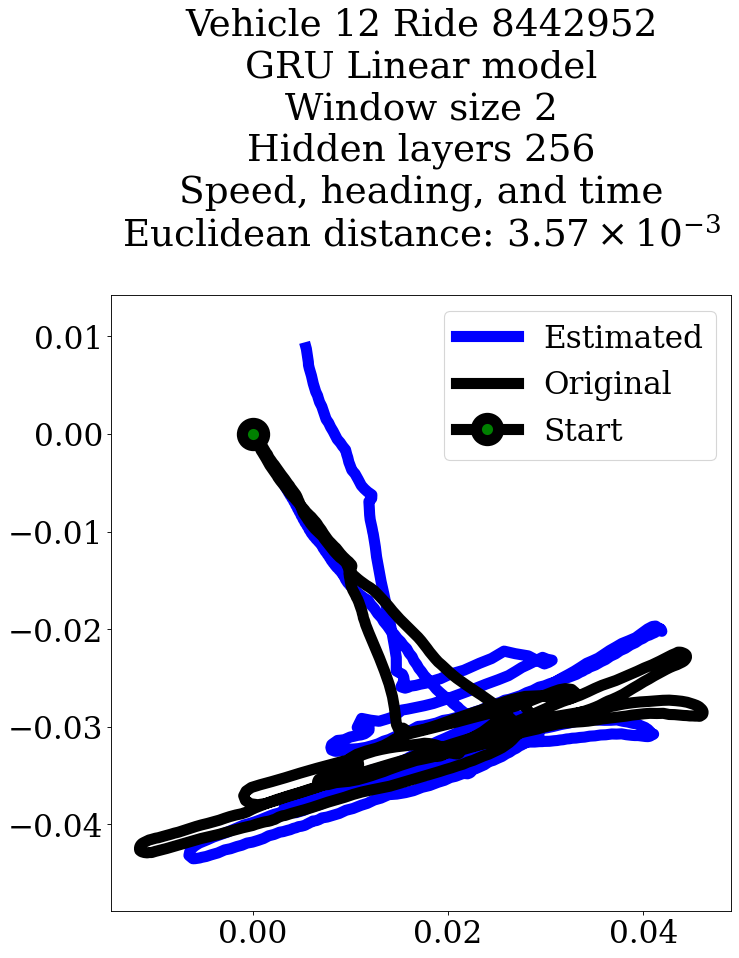 Vehicle 12 Ride 8442952
GRU Linear model
Window size 2
Hidden layers 256
Speed, heading, and time
Euclidean distance: 3.57 × 10⁻³
Estimated
Original
Start
0.01
0.00
−0.01
−0.02
−0.03
−0.04
0.00 0.02 0.04